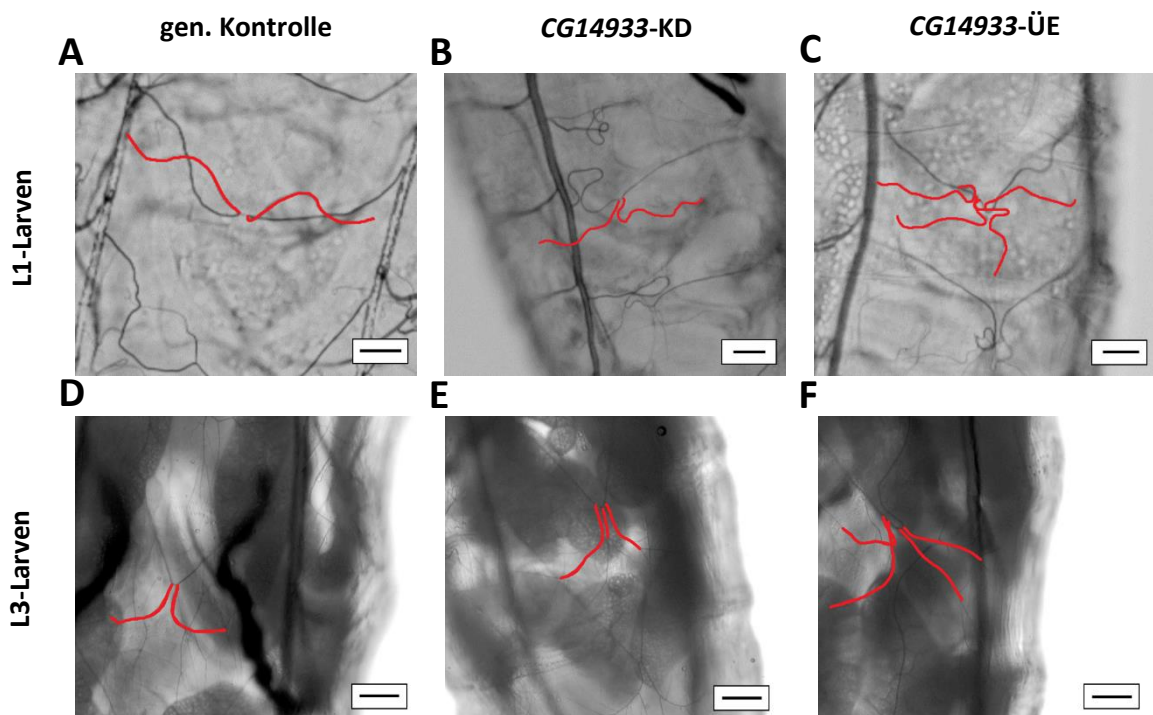 gen. Kontrolle
CG14933-KD
CG14933-ÜE
A
B
C
L1-Larven
D
E
F
L3-Larven